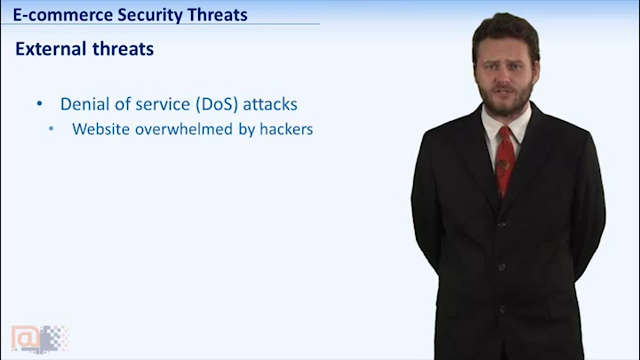 E-commerce Security Threats
External threats
• Denial of service (DoS) attacks
• Website overwhelmed by hackers
@